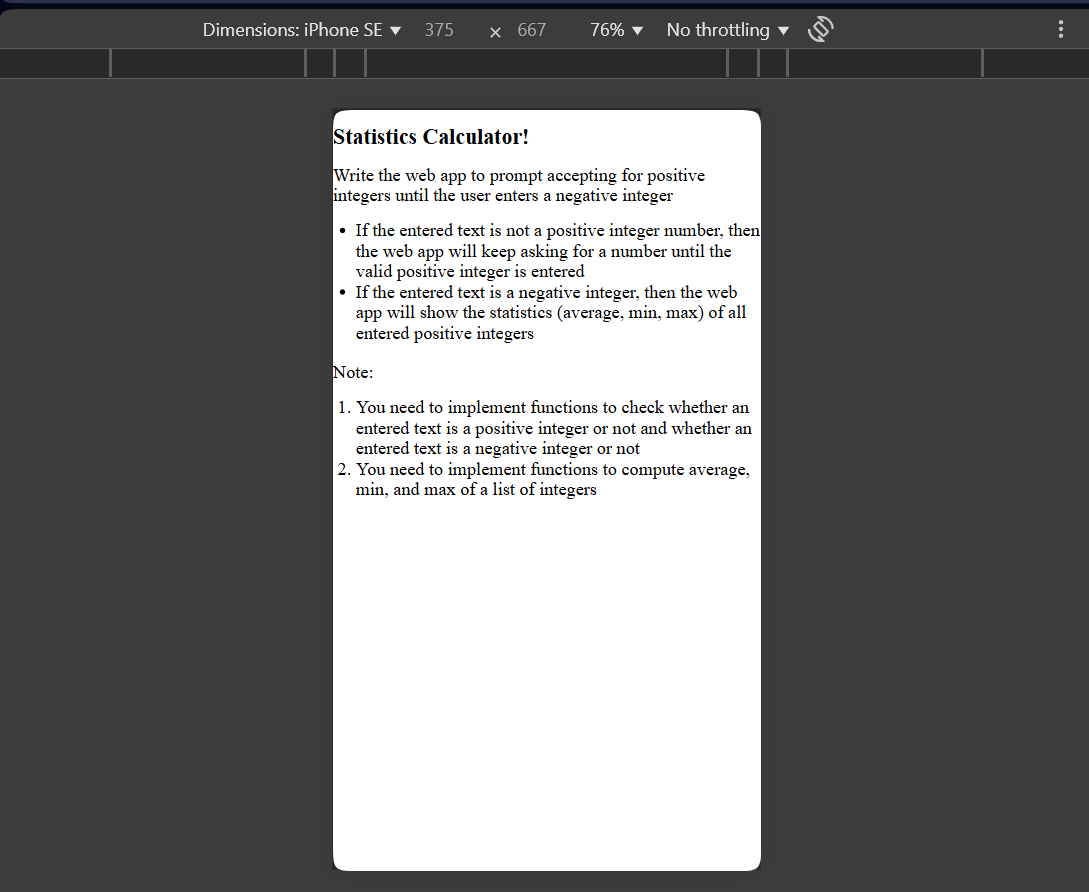 Dimensions: iPhone SE ▼ 375 × 667 76% ▼ No throttling ▼
Statistics Calculator!
Write the web app to prompt accepting for positive
integers until the user enters a negative integer
• If the entered text is not a positive integer number, then
the web app will keep asking for a number until the
valid positive integer is entered
• If the entered text is a negative integer, then the web
app will show the statistics (average, min, max) of all
entered positive integers
Note:
1. You need to implement functions to check whether an
entered text is a positive integer or not and whether an
entered text is a negative integer or not
2. You need to implement functions to compute average,
min, and max of a list of integers